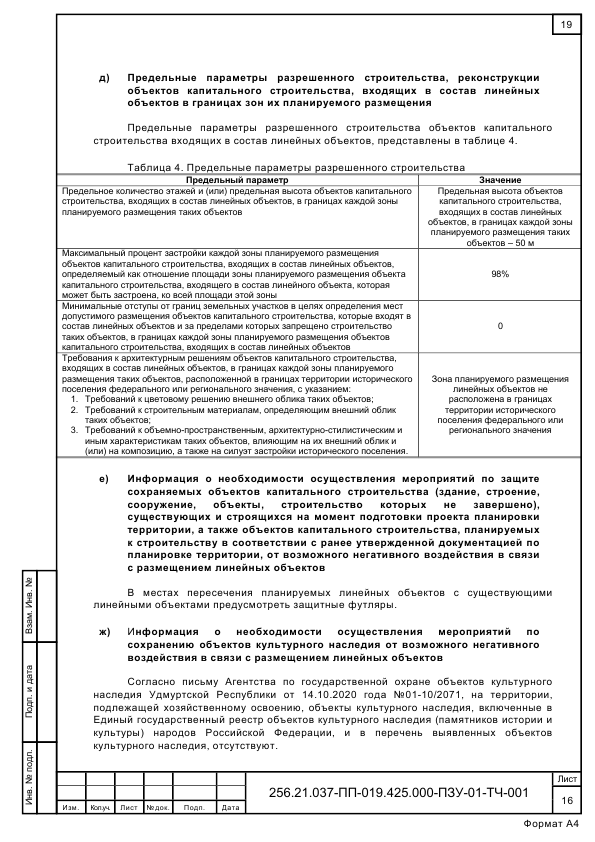 19
д) Предельные параметры разрешенного строительства, реконструкции
объектов капитального строительства, входящих в состав линейных
объектов в границах зон их планируемого размещения
Предельные параметры разрешенного строительства объектов капитального
строительства входящих в состав линейных объектов, представлены в таблице 4.
Таблица 4. Предельные параметры разрешенного строительства
Предельный параметр
Значение
Предельное количество этажей и (или) предельная высота объектов капитального
строительства, входящих в состав линейных объектов, в границах каждой зоны
планируемого размещения таких объектов
Предельная высота объектов
капитального строительства,
входящих в состав линейных
объектов, в границах каждой зоны
планируемого размещения таких
объектов – 50 м
Максимальный процент застройки каждой зоны планируемого размещения
объектов капитального строительства, входящих в состав линейных объектов,
определяемый как отношение площади зоны планируемого размещения объекта
капитального строительства, входящего в состав линейного объекта, которая
может быть застроена, ко всей площади этой зоны
98%
Минимальные отступы от границ земельных участков в целях определения мест
допустимого размещения объектов капитального строительства, которые входят в
состав линейных объектов и за пределами которых запрещено строительство
таких объектов, в границах каждой зоны планируемого размещения объектов
капитального строительства, входящих в состав линейных объектов
0
Требования к архитектурным решениям объектов капитального строительства,
входящих в состав линейных объектов, в границах каждой зоны планируемого
размещения таких объектов, расположенной в границах территории исторического
поселения федерального или регионального значения, с указанием:
1. Требований к цветовому решению внешнего облика таких объектов;
2. Требований к строительным материалам, определяющим внешний облик
таких объектов;
3. Требований к объемно-пространственным, архитектурно-стилистическим и
иным характеристикам таких объектов, влияющим на их внешний облик и
(или) на композицию, а также на силуэт застройки исторического поселения.
Зона планируемого размещения
линейных объектов не
расположена в границах
территории исторического
поселения федерального или
регионального значения
е) Информация о необходимости осуществления мероприятий по защите
сохраняемых объектов капитального строительства (здание, строение,
сооружение, объекты, строительство которых не завершено),
существующих и строящихся на момент подготовки проекта планировки
территории, а также объектов капитального строительства, планируемых
к строительству в соответствии с ранее утвержденной документацией по
планировке территории, от возможного негативного воздействия в связи
с размещением линейных объектов
В местах пересечения планируемых линейных объектов с существующими
линейными объектами предусмотреть защитные футляры.
ж) Информация о необходимости осуществления мероприятий по
сохранению объектов культурного наследия от возможного негативного
воздействия в связи с размещением линейных объектов
Согласно письму Агентства по государственной охране объектов культурного
наследия Удмуртской Республики от 14.10.2020 года №01-10/2071, на территории,
подлежащей хозяйственному освоению, объекты культурного наследия, включенные в
Единый государственный реестр объектов культурного наследия (памятников истории и
культуры) народов Российской Федерации, и в перечень выявленных объектов
культурного наследия, отсутствуют.
Взам. Инв. №
Подп. и дата
Инв. № подл.
Изм. Кол.уч. Лист №док. Подп. Дата
256.21.037-ПП-019.425.000-ПЗУ-01-ТЧ-001
Лист
16
Формат А4